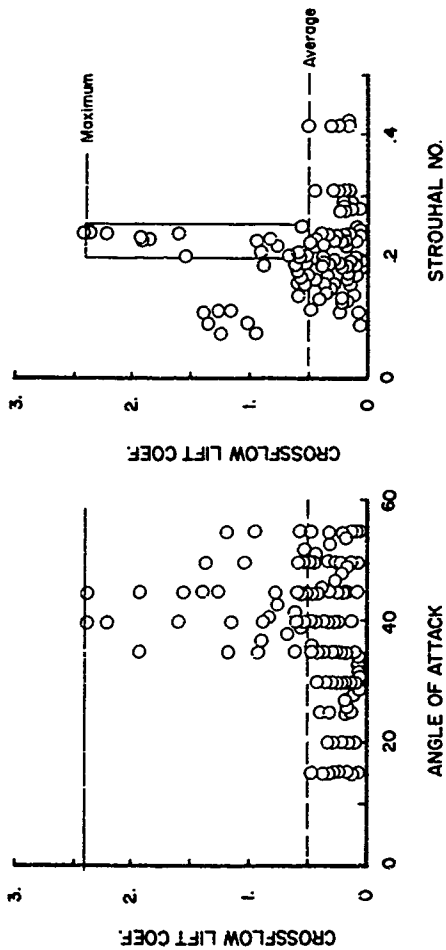 CROSSFLOW LIFT COEF.
3.
2.
1.
0
0
20
40
60
ANGLE OF ATTACK
CROSSFLOW LIFT COEF.
3.
2.
1.
0
0
.2
.4
STROUHAL NO.
Maximum
Average